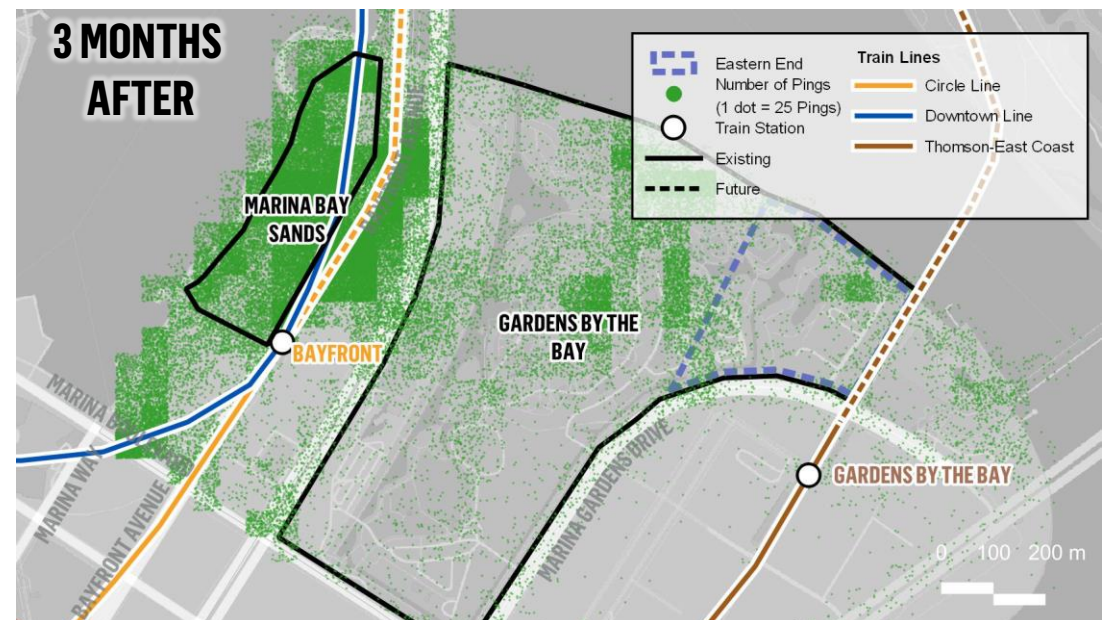 3 MONTHS
AFTER
Eastern End
Number of Pings
(1 dot = 25 Pings)
Train Station
Existing
Future
Train Lines
Circle Line
Downtown Line
Thomson-East Coast
MARINA BAY
SANDS
GARDENS BY THE
BAY
BAYFRONT
MARINA WAY
BAYFRONT AVENUE
MARINA GARDENS DRIVE
GARDENS BY THE BAY
0 100 200 m